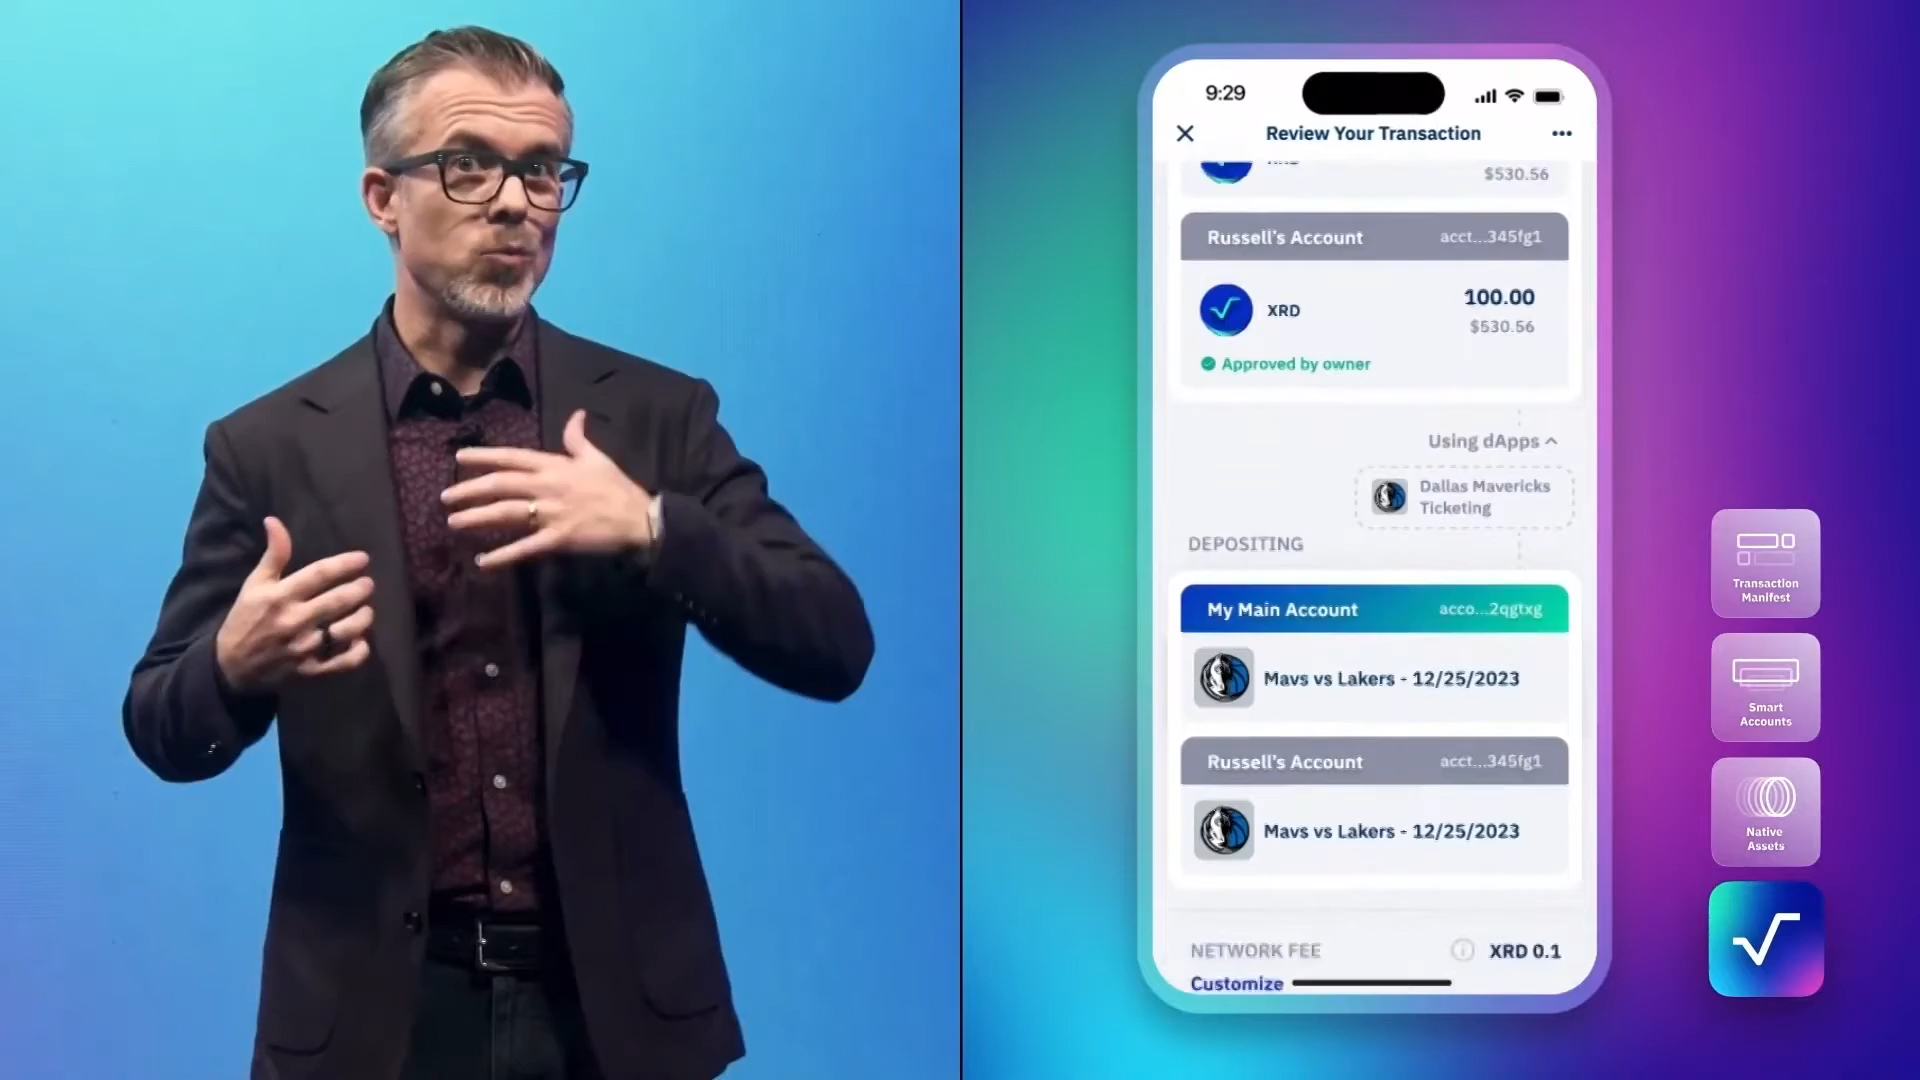 9:29
Review Your Transaction
$530.56
Russell's Account acct...345fg1
XRD 100.00
$530.56
Approved by owner
Using dApps
Dallas Mavericks
Ticketing
DEPOSITING
My Main Account acco...2qgtxg
Mavs vs Lakers - 12/25/2023
Russell's Account acct...345fg1
Mavs vs Lakers - 12/25/2023
NETWORK FEE XRD 0.1
Customize
Transaction
Manifest
Smart
Accounts
Native
Assets